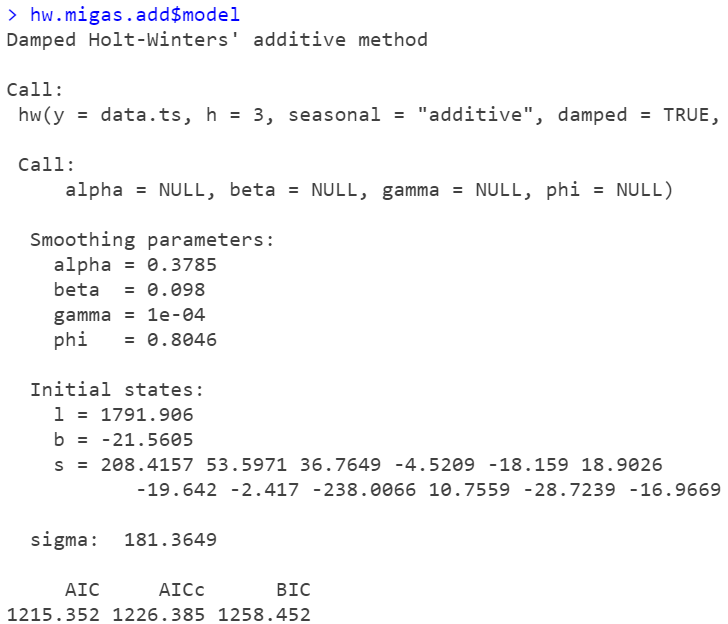 > hw.migas.add$model
Damped Holt-Winters' additive method

Call:
 hw(y = data.ts, h = 3, seasonal = "additive", damped = TRUE,

 Call:
     alpha = NULL, beta = NULL, gamma = NULL, phi = NULL)

  Smoothing parameters:
    alpha = 0.3785
    beta  = 0.098
    gamma = 1e-04
    phi   = 0.8046

  Initial states:
    l = 1791.906
    b = -21.5605
    s = 208.4157 53.5971 36.7649 -4.5209 -18.159 18.9026
           -19.642 -2.417 -238.0066 10.7559 -28.7239 -16.9669

  sigma:  181.3649

     AIC     AICc      BIC
1215.352 1226.385 1258.452